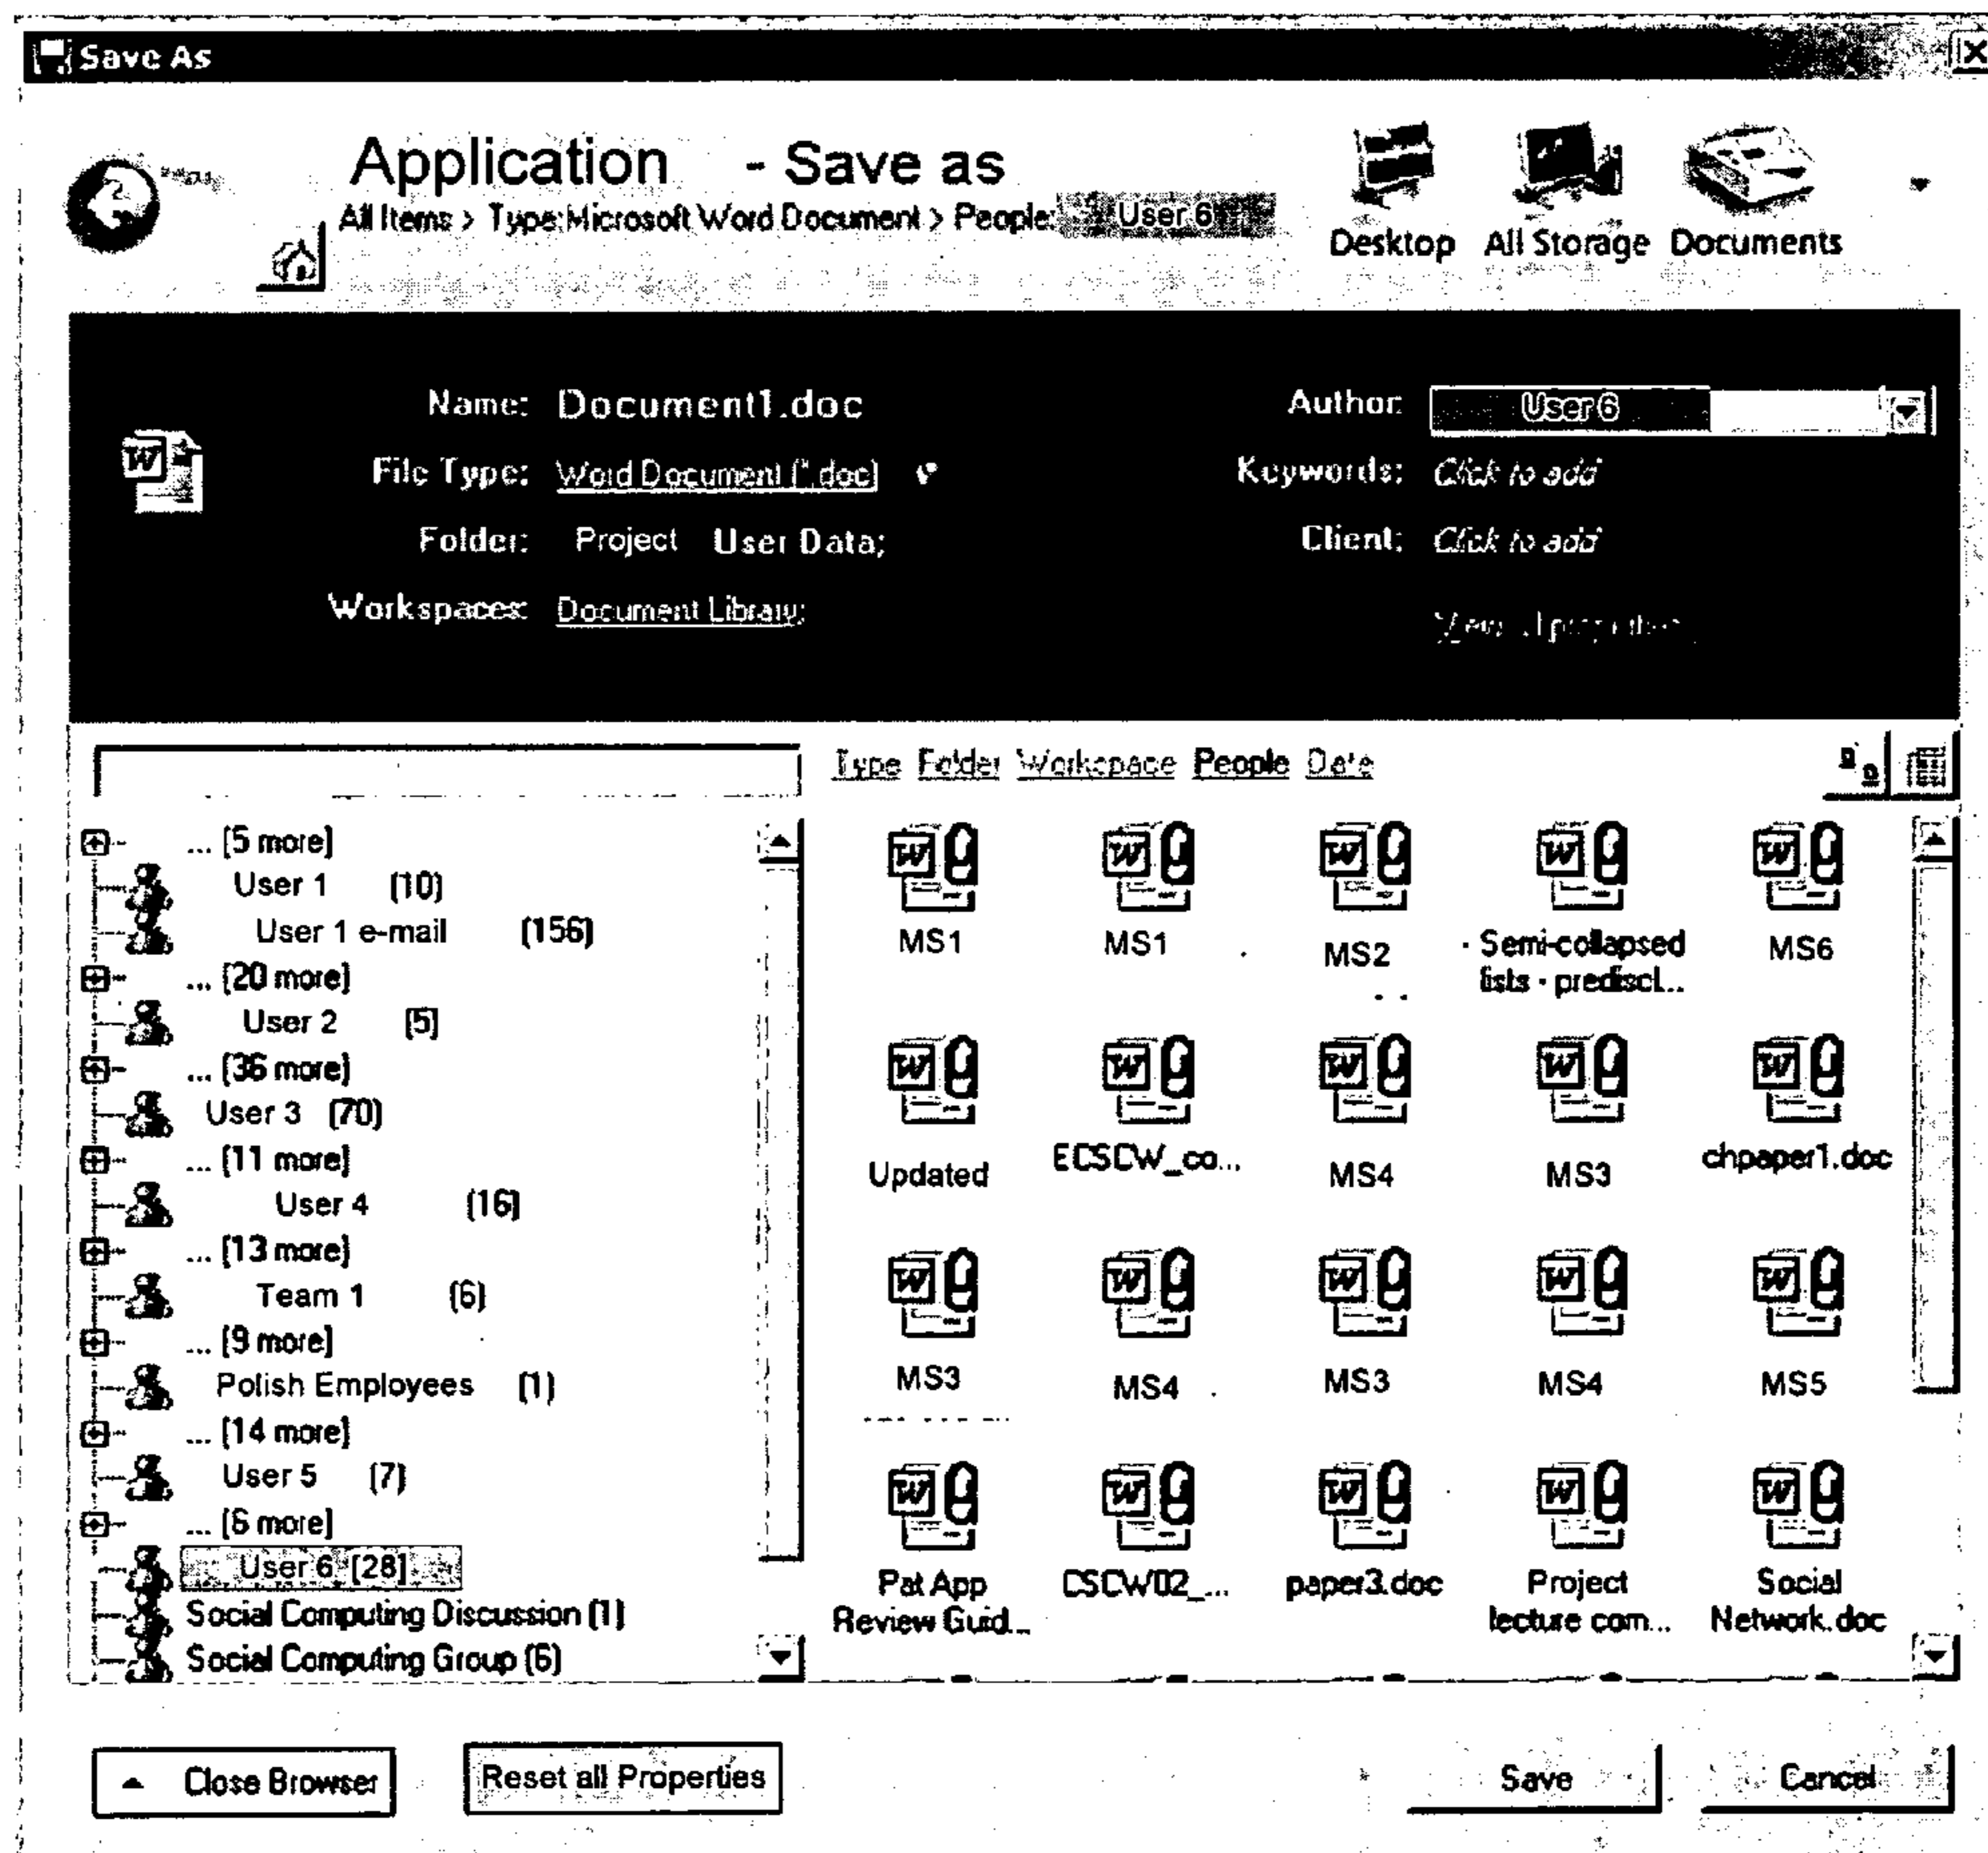 Save As
Application - Save as
All Items > Type:Microsoft Word Document > People: User 6
Desktop All Storage Documents
Name: Document1.doc
Author: User 6
File Type: Word Document (*.doc)
Keywords: Click to add
Folder: Project User Data;
Client: Click to add
Workspaces: Document Library;
Type Folder Workspace People Date
... [5 more]
User 1 (10)
User 1 e-mail (156)
... [20 more]
User 2 [5]
... [36 more]
User 3 (70)
... [11 more]
User 4 (16)
... [13 more]
Team 1 (6)
... [9 more]
Polish Employees (1)
... [14 more]
User 5 (7)
... [6 more]
User 6 [28]
Social Computing Discussion (1)
Social Computing Group (6)
MS1 MS1 MS2 Semi-collapsed MS6
lists - prediscl...
Updated ECSCW_co... MS4 MS3 chpaper1.doc
MS3 MS4 MS3 MS4 MS5
Pat App CSCW02_... paper3.doc Project Social
Review Guid... lecture com... Network.doc
Close Browser Reset all Properties Save Cancel